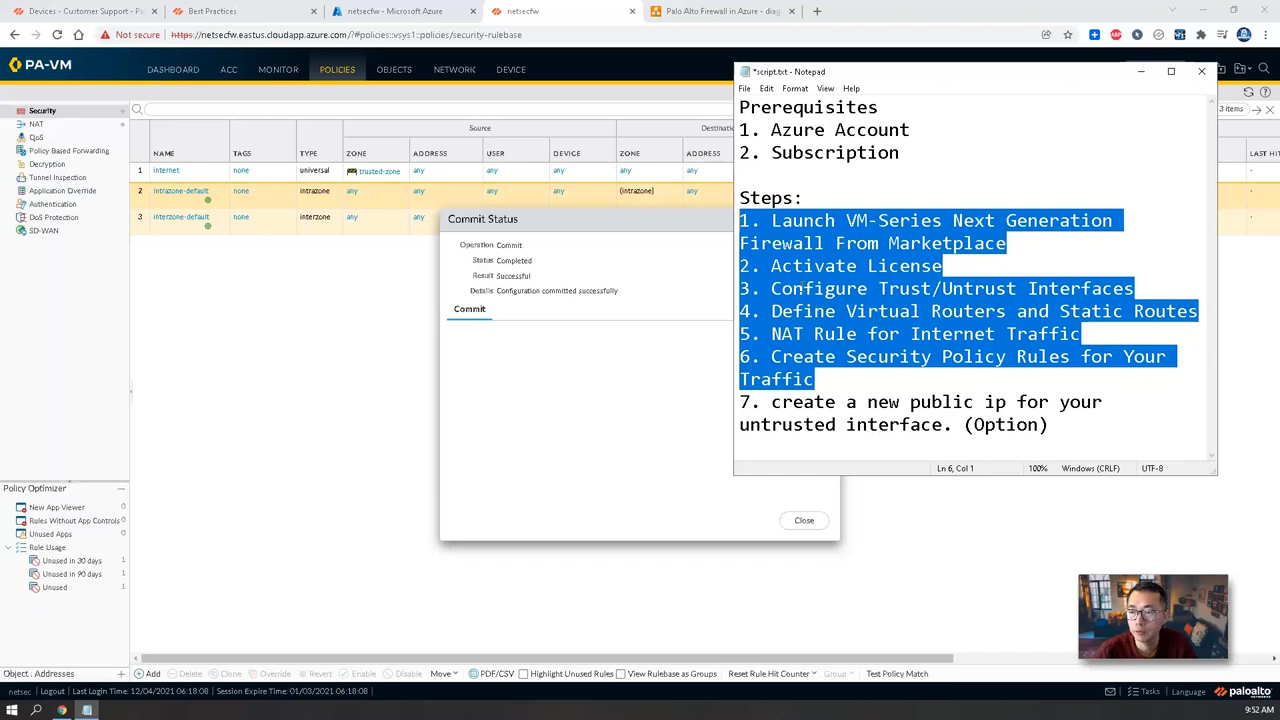 Devices - Customer Support - P
Best Practices
netsecfw - Microsoft Azure
netsecfw
Palo Alto Firewall in Azure - diag
Not secure
https://netsecfw.eastus.cloudapp.azure.com/?#policies:vsys1::policies/security-rulebase
PA-VM
DASHBOARD
ACC
MONITOR
POLICIES
OBJECTS
NETWORK
DEVICE
*script.txt - Notepad
File Edit Format View Help
Prerequisites
1. Azure Account
2. Subscription
Steps:
1. Launch VM-Series Next Generation
Firewall From Marketplace
2. Activate License
3. Configure Trust/Untrust Interfaces
4. Define Virtual Routers and Static Routes
5. NAT Rule for Internet Traffic
6. Create Security Policy Rules for Your
Traffic
7. create a new public ip for your
untrusted interface. (Option)
Ln 6, Col 1
100%
Windows (CRLF)
UTF-8
3 items
Security
NAT
QoS
Policy Based Forwarding
Decryption
Tunnel Inspection
Application Override
Authentication
DoS Protection
SD-WAN
Source
Destinatio
NAME TAGS TYPE ZONE ADDRESS USER DEVICE ZONE ADDRESS
LAST HIT
1 internet none universal trusted-zone any any any any any
2 intrazone-default none intrazone any any any any (intrazone) any
3 interzone-default none interzone any any
Commit Status
Operation Commit
Status Completed
Result Successful
Details Configuration committed successfully
Commit
Close
Policy Optimizer
New App Viewer 0
Rules Without App Controls 0
Unused Apps 0
Rule Usage
Unused in 30 days 1
Unused in 90 days 1
Unused 1
Object : Addresses
Add
Delete
Clone
Override
Revert
Enable
Disable
Move
PDF/CSV
Highlight Unused Rules
View Rulebase as Groups
Reset Rule Hit Counter
Group
Test Policy Match
netsec
Logout
Last Login Time: 12/04/2021 06:18:08
Session Expire Time: 01/03/2021 06:18:08
Tasks
Language
paloalto
9:52 AM